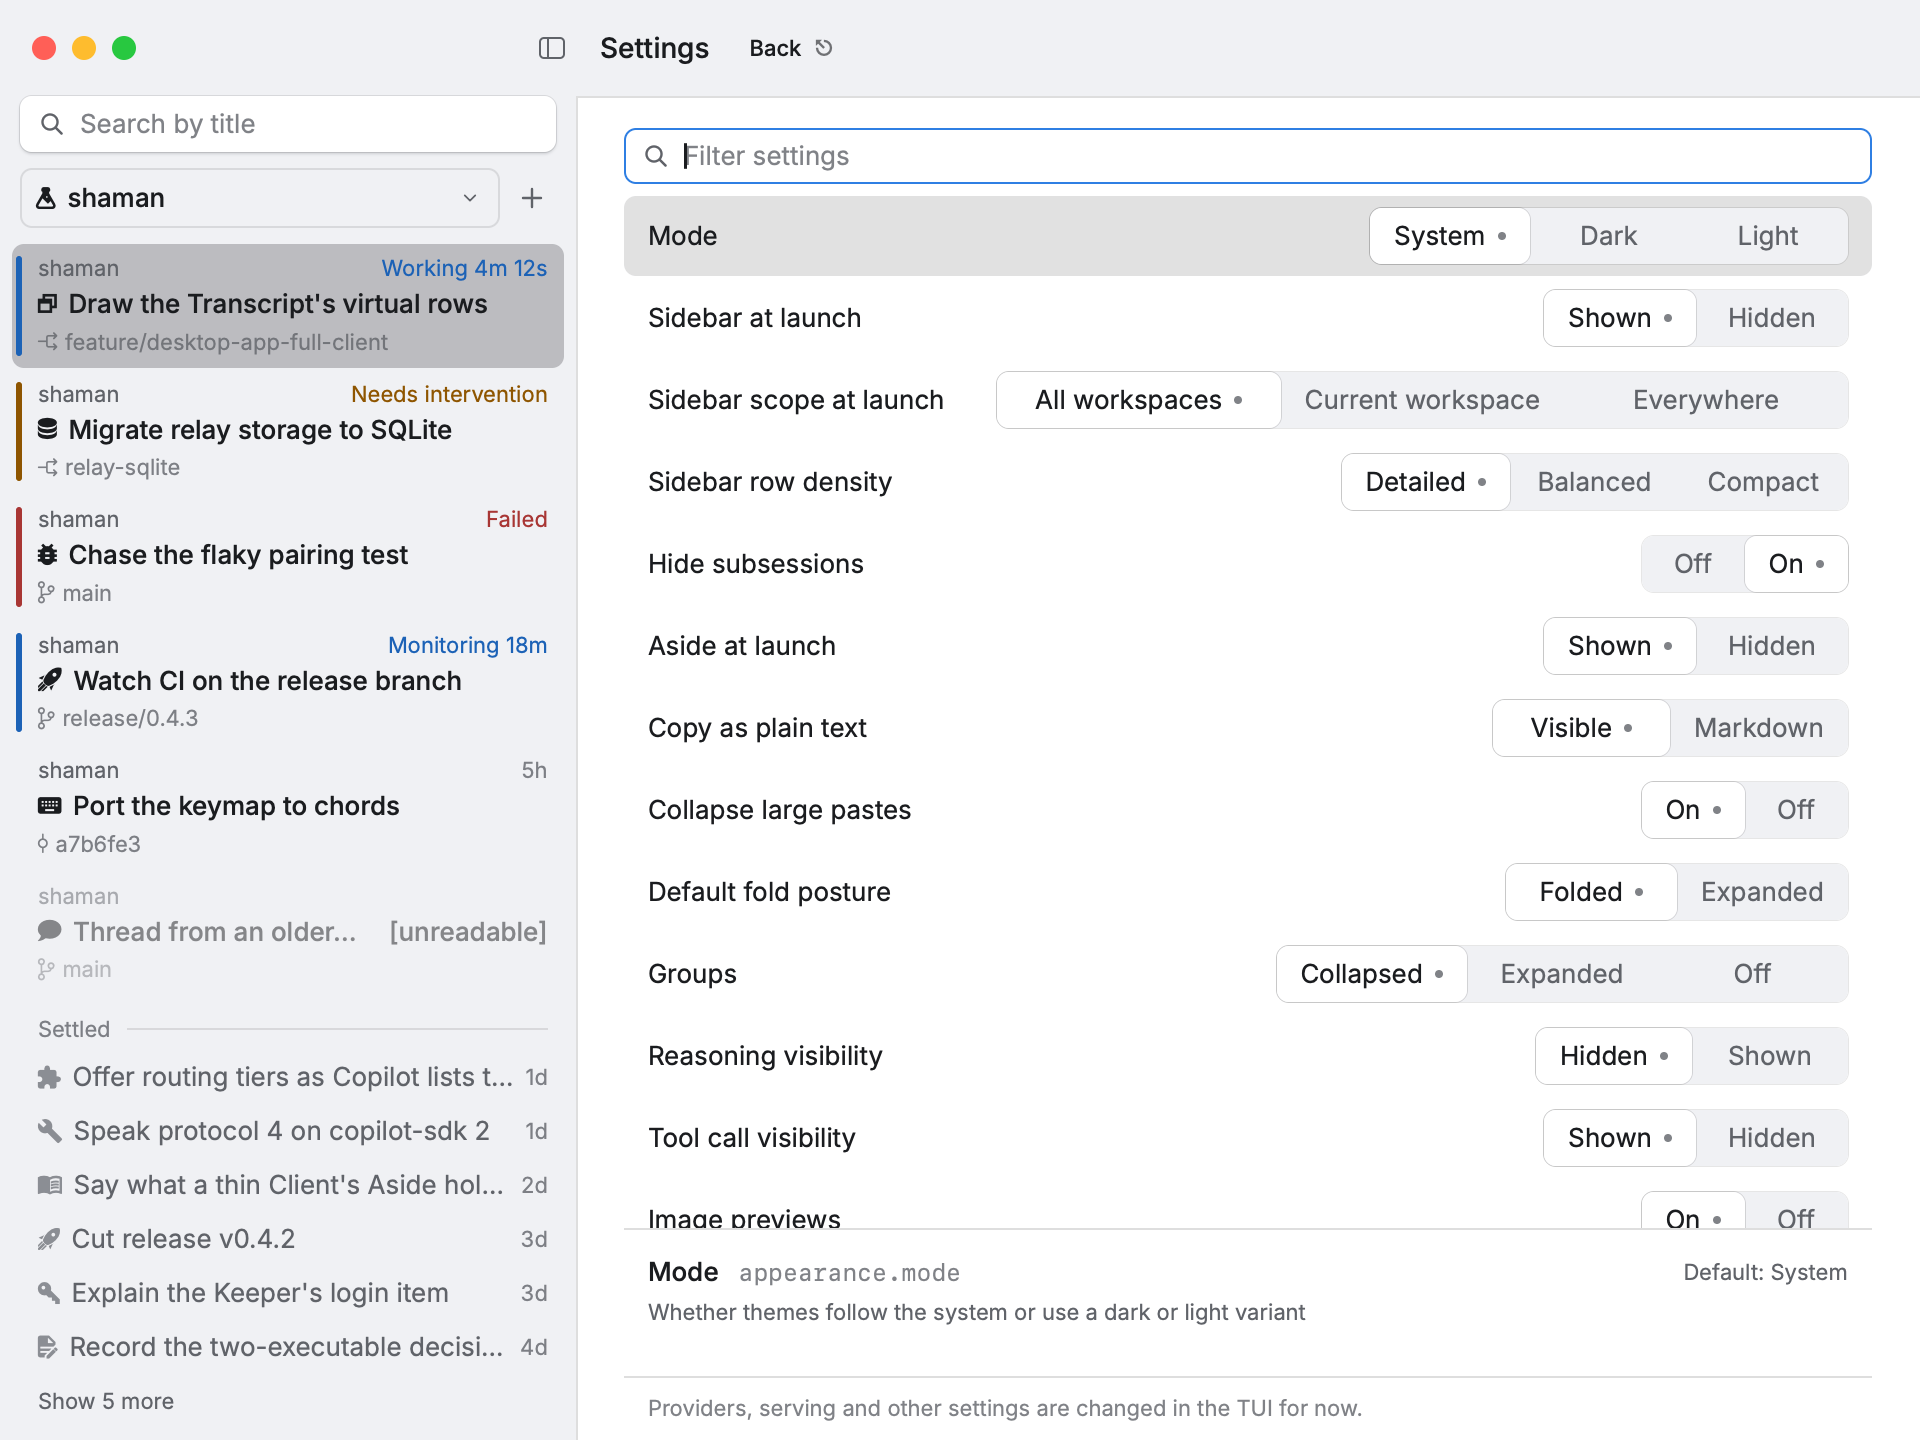 Settings
Back
Search by title
shaman
shaman
Working 4m 12s
Draw the Transcript's virtual rows
feature/desktop-app-full-client
shaman
Needs intervention
Migrate relay storage to SQLite
relay-sqlite
shaman
Failed
Chase the flaky pairing test
main
shaman
Monitoring 18m
Watch CI on the release branch
release/0.4.3
shaman
5h
Port the keymap to chords
a7b6fe3
shaman
Thread from an older... [unreadable]
main
Settled
Offer routing tiers as Copilot lists t... 1d
Speak protocol 4 on copilot-sdk 2 1d
Say what a thin Client's Aside hol... 2d
Cut release v0.4.2 3d
Explain the Keeper's login item 3d
Record the two-executable decisi... 4d
Show 5 more
Filter settings
Mode System • Dark Light
Sidebar at launch Shown • Hidden
Sidebar scope at launch All workspaces • Current workspace Everywhere
Sidebar row density Detailed • Balanced Compact
Hide subsessions Off On •
Aside at launch Shown • Hidden
Copy as plain text Visible • Markdown
Collapse large pastes On • Off
Default fold posture Folded • Expanded
Groups Collapsed • Expanded Off
Reasoning visibility Hidden • Shown
Tool call visibility Shown • Hidden
Image previews On • Off
Mode appearance.mode Default: System
Whether themes follow the system or use a dark or light variant
Providers, serving and other settings are changed in the TUI for now.